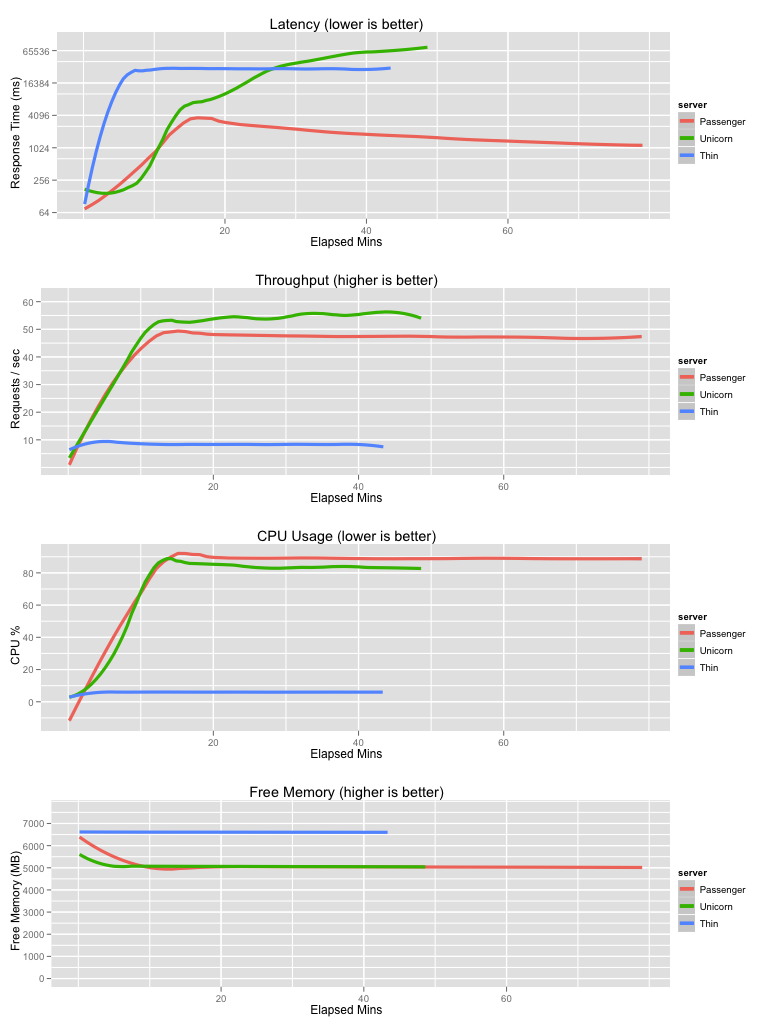 Latency (lower is better)
65536
16384
4096
1024
256
64
Response Time (ms)
20
40
60
Elapsed Mins
server
Passenger
Unicorn
Thin
Throughput (higher is better)
60
50
40
30
20
10
Requests / sec
20
40
60
Elapsed Mins
server
Passenger
Unicorn
Thin
CPU Usage (lower is better)
80
60
40
20
0
CPU %
20
40
60
Elapsed Mins
server
Passenger
Unicorn
Thin
Free Memory (higher is better)
7000
6000
5000
4000
3000
2000
1000
0
Free Memory (MB)
20
40
60
Elapsed Mins
server
Passenger
Unicorn
Thin